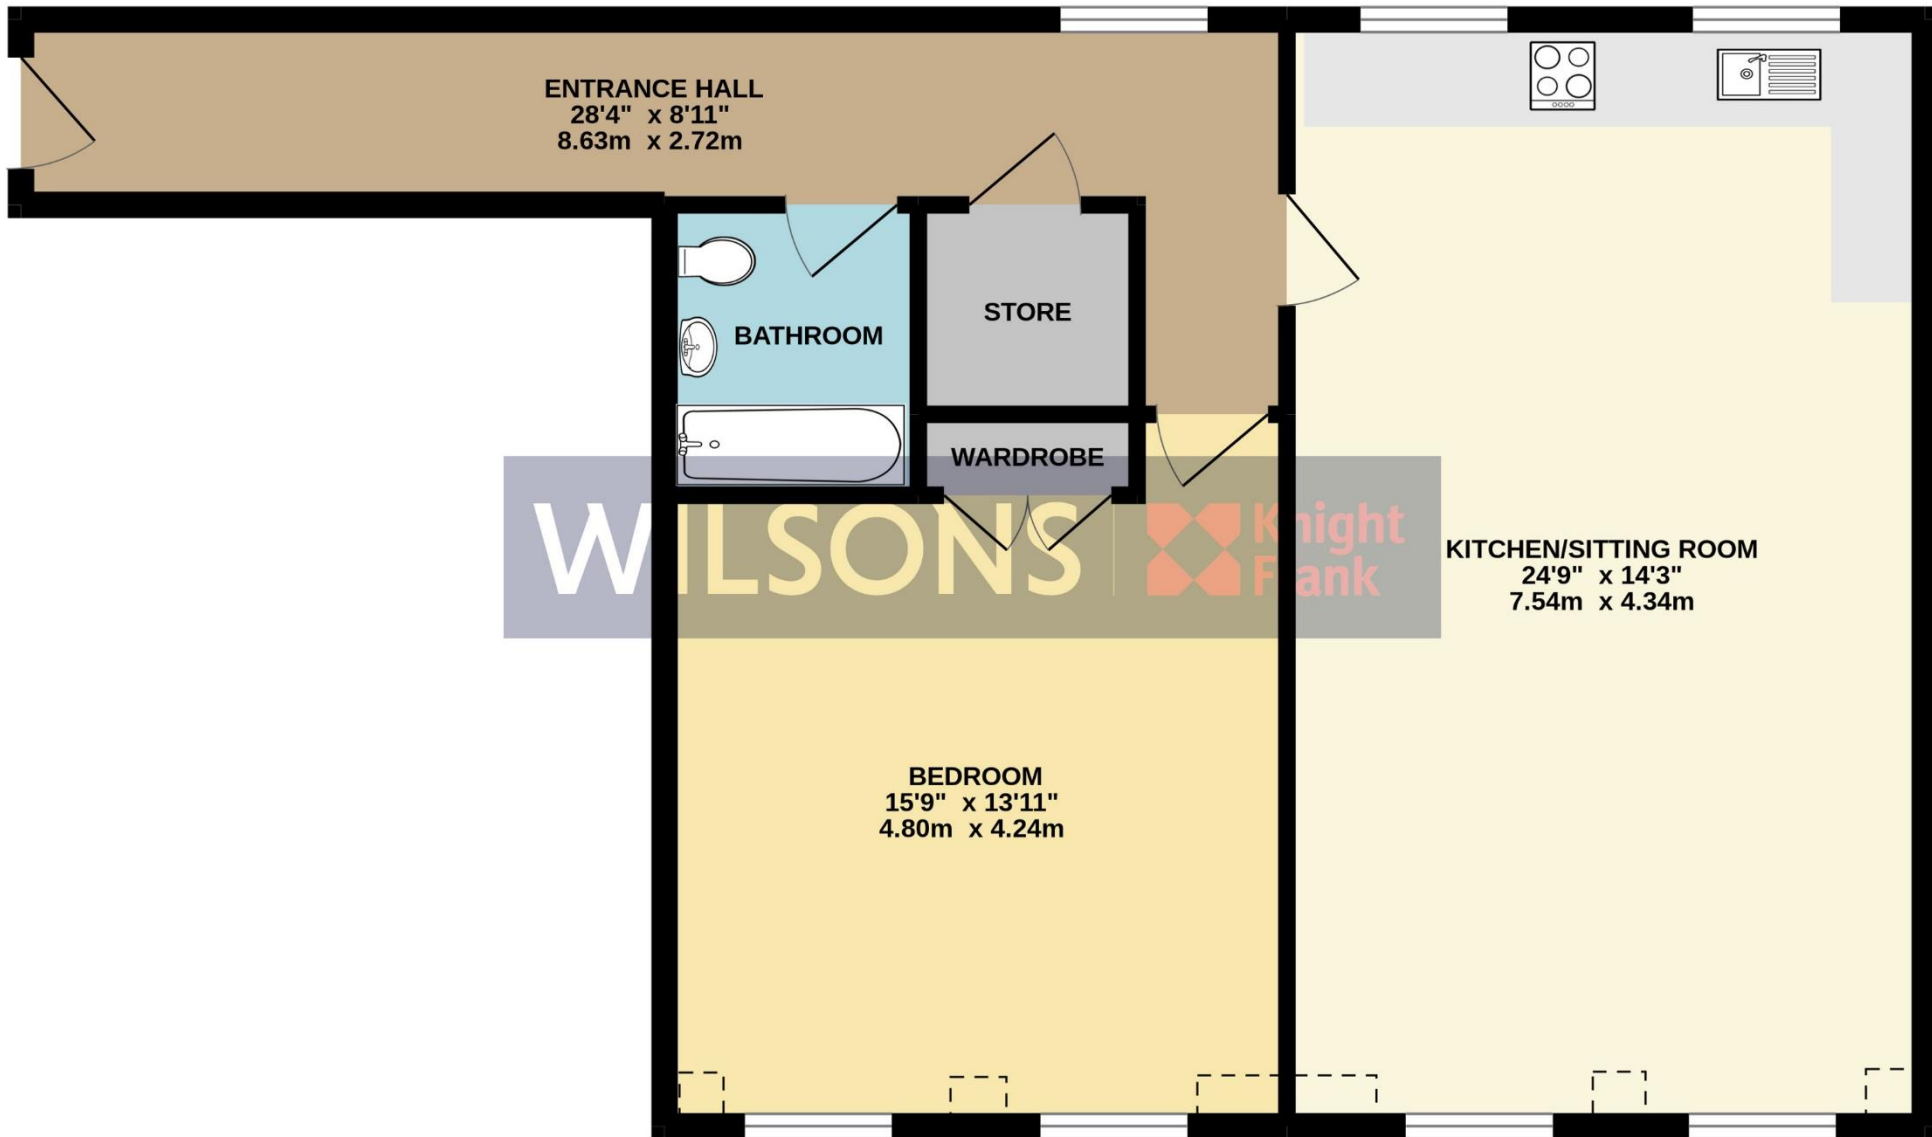 ENTRANCE HALL
28'4" x 8'11"
8.63m x 2.72m
STORE
BATHROOM
WARDROBE
WILSONS
Knight
Frank
KITCHEN/SITTING ROOM
24'9" x 14'3"
7.54m x 4.34m
BEDROOM
15'9" x 13'11"
4.80m x 4.24m